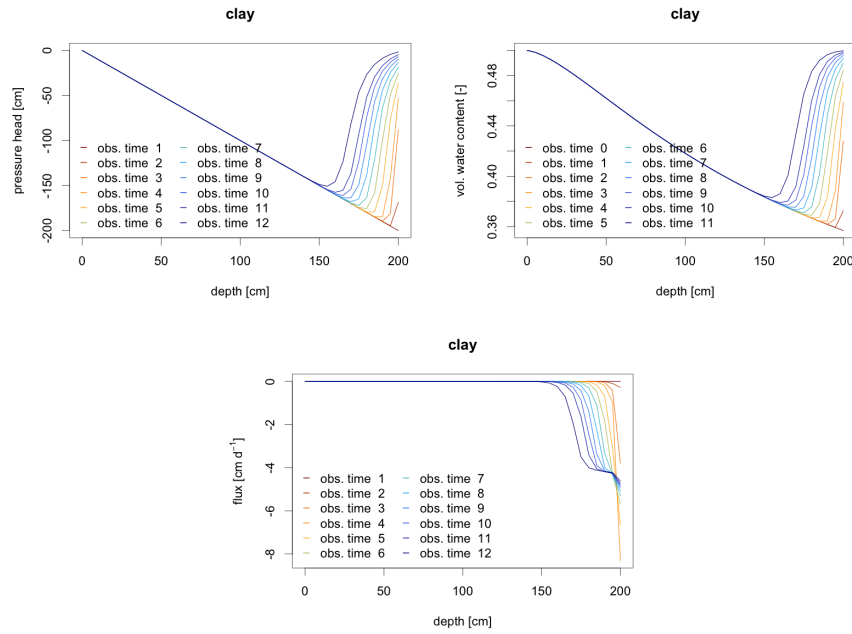 clay
pressure head [cm]
0
-50
-100
-150
-200
obs. time 1
obs. time 2
obs. time 3
obs. time 4
obs. time 5
obs. time 6
obs. time 7
obs. time 8
obs. time 9
obs. time 10
obs. time 11
obs. time 12
0
50
100
150
200
depth [cm]
clay
vol. water content [-]
0.48
0.44
0.40
0.36
obs. time 0
obs. time 1
obs. time 2
obs. time 3
obs. time 4
obs. time 5
obs. time 6
obs. time 7
obs. time 8
obs. time 9
obs. time 10
obs. time 11
0
50
100
150
200
depth [cm]
clay
flux [cm d⁻¹]
0
-2
-4
-6
-8
obs. time 1
obs. time 2
obs. time 3
obs. time 4
obs. time 5
obs. time 6
obs. time 7
obs. time 8
obs. time 9
obs. time 10
obs. time 11
obs. time 12
0
50
100
150
200
depth [cm]